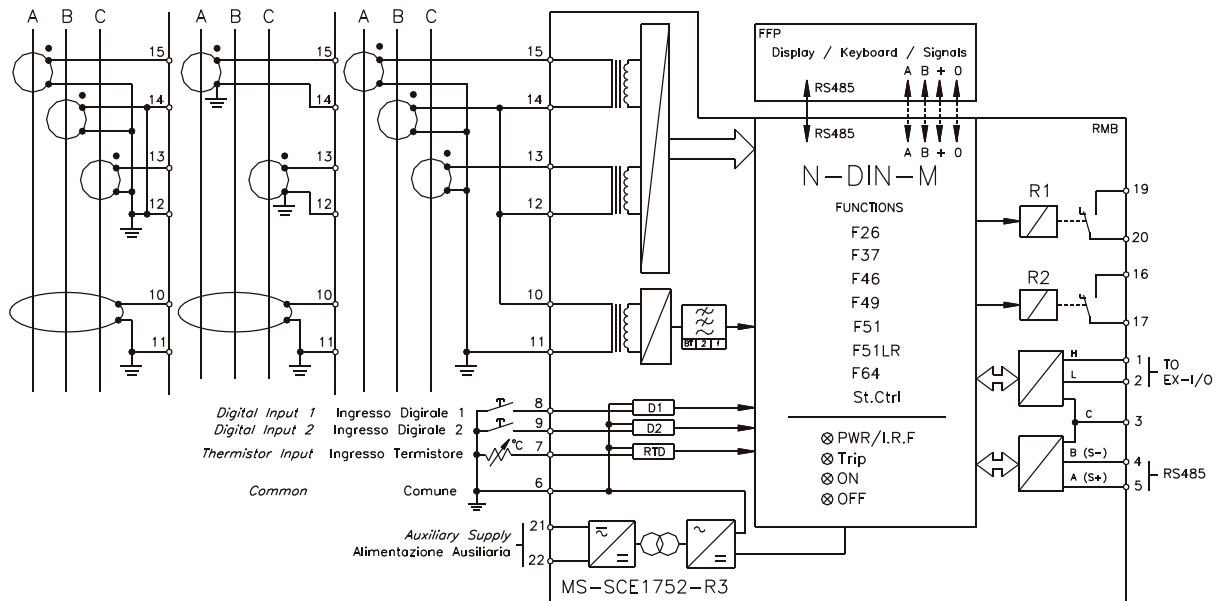 A B C A B C A B C
FFP
Display / Keyboard / Signals
A B + 0
RS485
RS485
A B + 0
RMB
N-DIN-M
FUNCTIONS
F26
F37
F46
F49
F51
F51LR
F64
St.Ctrl
PWR/I.R.F
Trip
ON
OFF
15 15 15
14 14 14
13 13 13
12 12 12
10 10 10
11 11 11
BT 2 f
R1
19
20
R2
16
17
H
1
L
2
TO
EX-I/O
C
3
B (S-)
4
A (S+)
5
RS485
Digital Input 1 Ingresso Digirale 1 8 D1
Digital Input 2 Ingresso Digirale 2 9 D2
Thermistor Input Ingresso Termistore °C 7 RTD
Common Comune 6
Auxiliary Supply
Alimentazione Ausiliaria
21
22
MS-SCE1752-R3